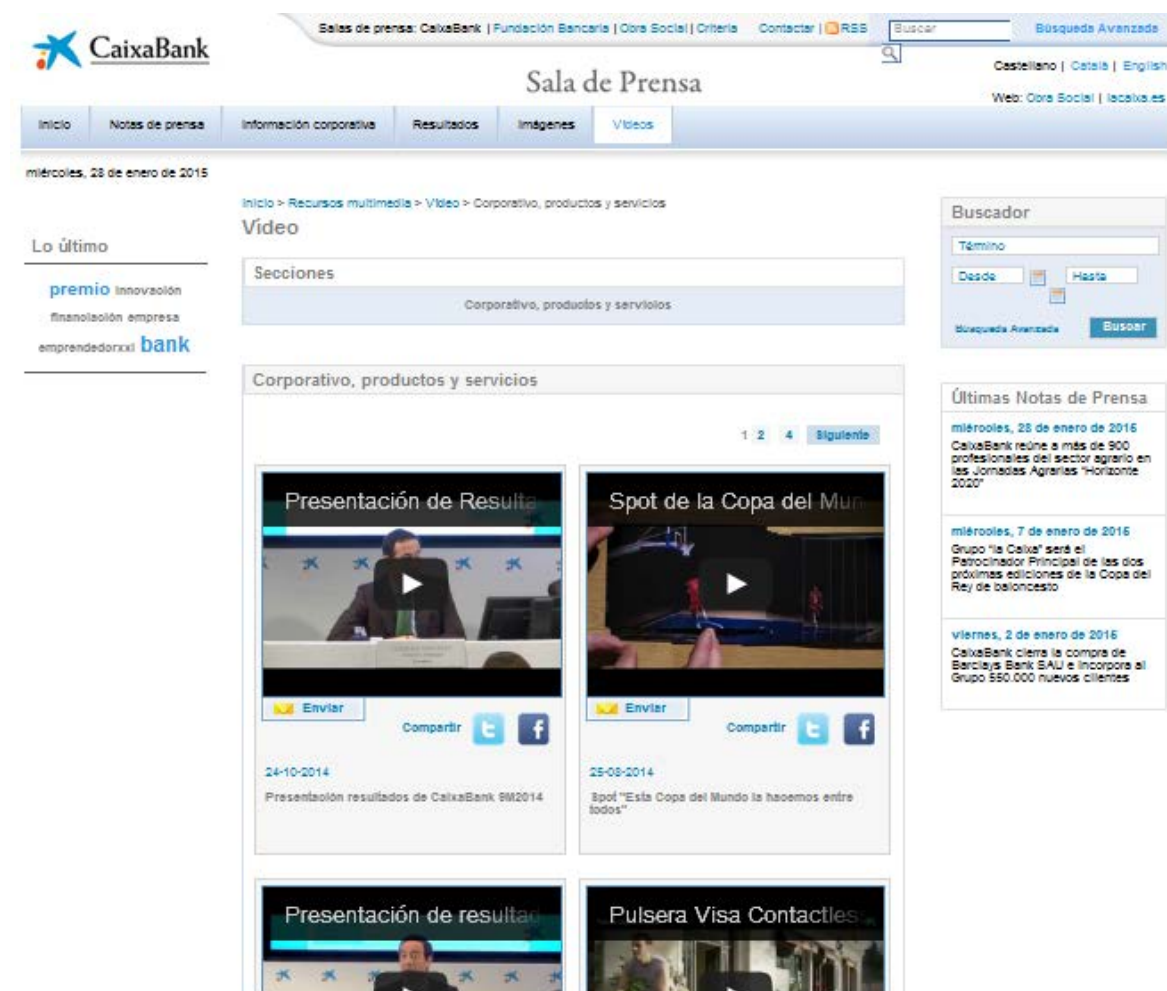 CaixaBank
Salas de prensa: CaixaBank | Fundación Bancaria | Obra Social | Criteria Contactar | RSS Buscar Búsqueda Avanzada
Castellano | Català | English
Sala de Prensa
Web: Obra Social | lacaixa.es
Inicio Notas de prensa Información corporativa Resultados Imágenes Vídeos
miércoles, 28 de enero de 2015
Inicio > Recursos multimedia > Vídeo > Corporativo, productos y servicios
Vídeo
Lo último
premio innovación
financiación empresa
emprendedorxxi bank
Secciones
Corporativo, productos y servicios
Corporativo, productos y servicios
1 2 4 Siguiente
Presentación de Resulta
Enviar
Compartir
24-10-2014
Presentación resultados de CaixaBank 9M2014
Spot de la Copa del Mun
Enviar
Compartir
25-08-2014
Spot "Esta Copa del Mundo la hacemos entre
todos"
Presentación de resultad
Pulsera Visa Contactles
Buscador
Término
Desde Hasta
Búsqueda Avanzada Buscar
Últimas Notas de Prensa
miércoles, 28 de enero de 2015
CaixaBank reúne a más de 900
profesionales del sector agrario en
las Jornadas Agrarias "Horizonte
2020"
miércoles, 7 de enero de 2015
Grupo "la Caixa" será el
Patrocinador Principal de las dos
próximas ediciones de la Copa del
Rey de baloncesto
viernes, 2 de enero de 2015
CaixaBank cierra la compra de
Barclays Bank SAU e incorpora al
Grupo 550.000 nuevos clientes